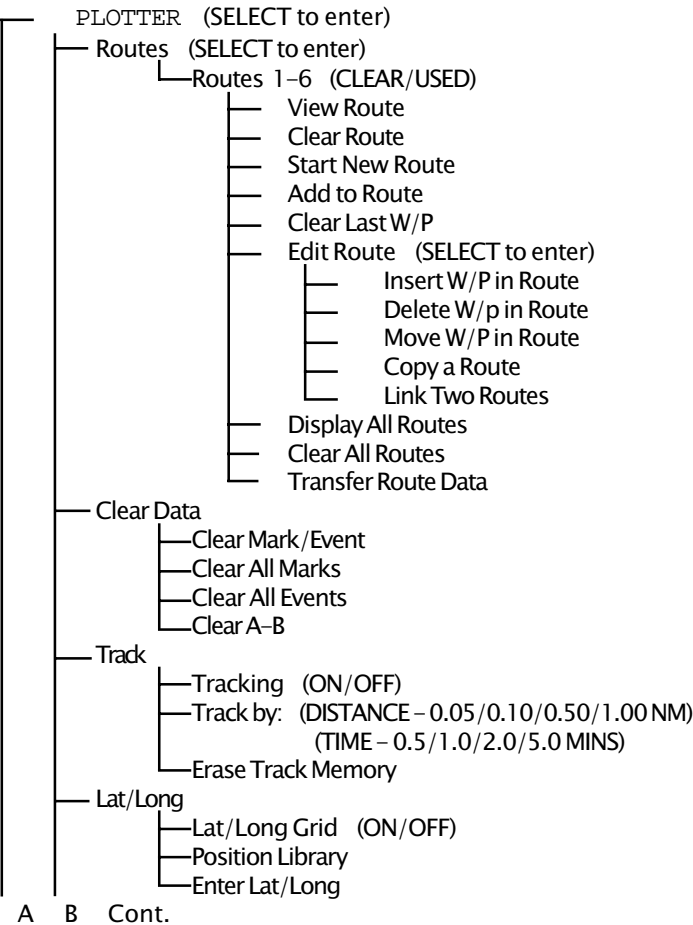 PLOTTER (SELECT to enter)
Routes (SELECT to enter)
Routes 1–6 (CLEAR/USED)
View Route
Clear Route
Start New Route
Add to Route
Clear Last W/P
Edit Route (SELECT to enter)
Insert W/P in Route
Delete W/p in Route
Move W/P in Route
Copy a Route
Link Two Routes
Display All Routes
Clear All Routes
Transfer Route Data
Clear Data
Clear Mark/Event
Clear All Marks
Clear All Events
Clear A–B
Track
Tracking (ON/OFF)
Track by: (DISTANCE – 0.05/0.10/0.50/1.00 NM)
(TIME – 0.5/1.0/2.0/5.0 MINS)
Erase Track Memory
Lat/Long
Lat/Long Grid (ON/OFF)
Position Library
Enter Lat/Long
A B Cont.